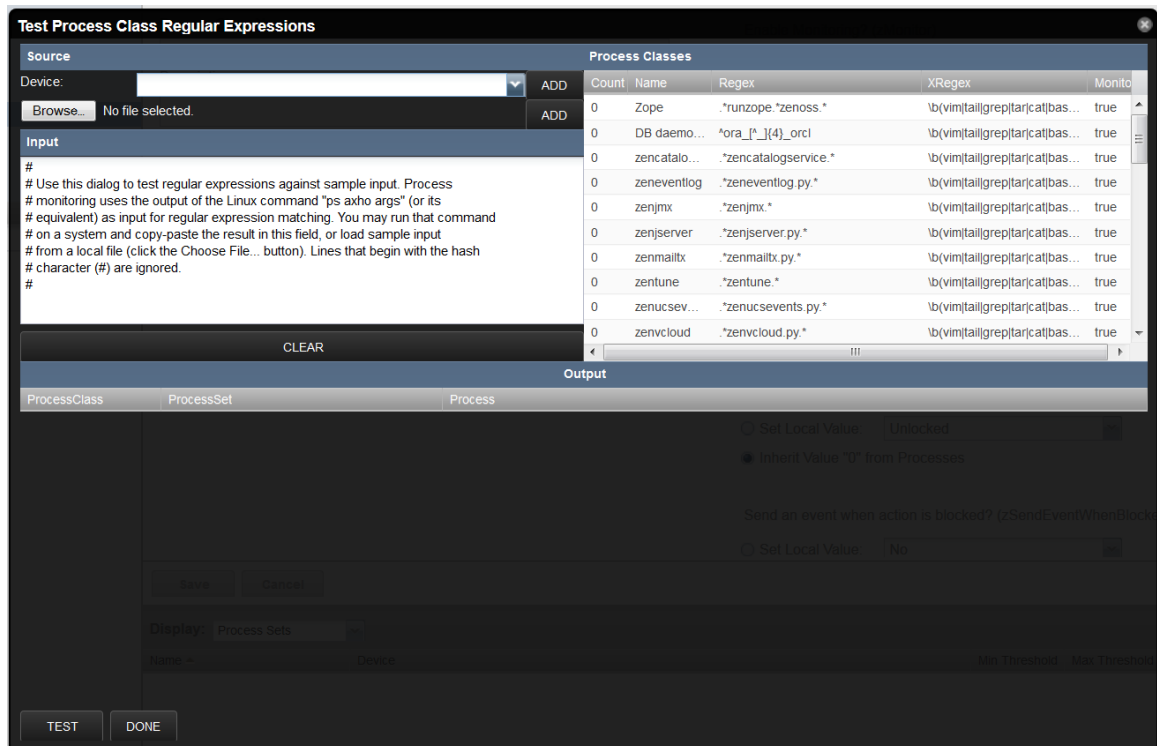 Test Process Class Regular Expressions
Source
Device:
ADD
Browse... No file selected.
ADD
Input
#
# Use this dialog to test regular expressions against sample input. Process
# monitoring uses the output of the Linux command "ps axho args" (or its
# equivalent) as input for regular expression matching. You may run that command
# on a system and copy-paste the result in this field, or load sample input
# from a local file (click the Choose File... button). Lines that begin with the hash
# character (#) are ignored.
#
CLEAR
Process Classes
Count Name Regex XRegex Monito
0 Zope .*runzope.*zenoss.* \b(vim|tail|grep|tar|cat|bas... true
0 DB daemo... ^ora_[^_]{4}_orcl \b(vim|tail|grep|tar|cat|bas... true
0 zencatalo... .*zencatalogservice.* \b(vim|tail|grep|tar|cat|bas... true
0 zeneventlog .*zeneventlog.py.* \b(vim|tail|grep|tar|cat|bas... true
0 zenjmx .*zenjmx.* \b(vim|tail|grep|tar|cat|bas... true
0 zenjserver .*zenjserver.py.* \b(vim|tail|grep|tar|cat|bas... true
0 zenmailtx .*zenmailtx.py.* \b(vim|tail|grep|tar|cat|bas... true
0 zentune .*zentune.* \b(vim|tail|grep|tar|cat|bas... true
0 zenucsev... .*zenucsevents.py.* \b(vim|tail|grep|tar|cat|bas... true
0 zenvcloud .*zenvcloud.py.* \b(vim|tail|grep|tar|cat|bas... true
Output
ProcessClass ProcessSet Process
Set Local Value: Unlocked
Inherit Value "0" from Processes
Send an event when action is blocked? (zSendEventWhenBlocke
Set Local Value: No
Save Cancel
Display: Process Sets
Name Device Min Threshold Max Threshold
TEST DONE